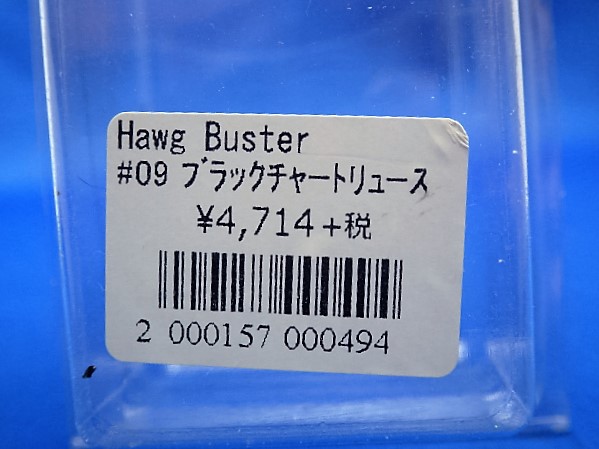 Hawg Buster
#09 ﾌﾞﾗｯｸﾁｬｰﾄﾘｭｰｽ
¥4,714+税
2 000157 000494